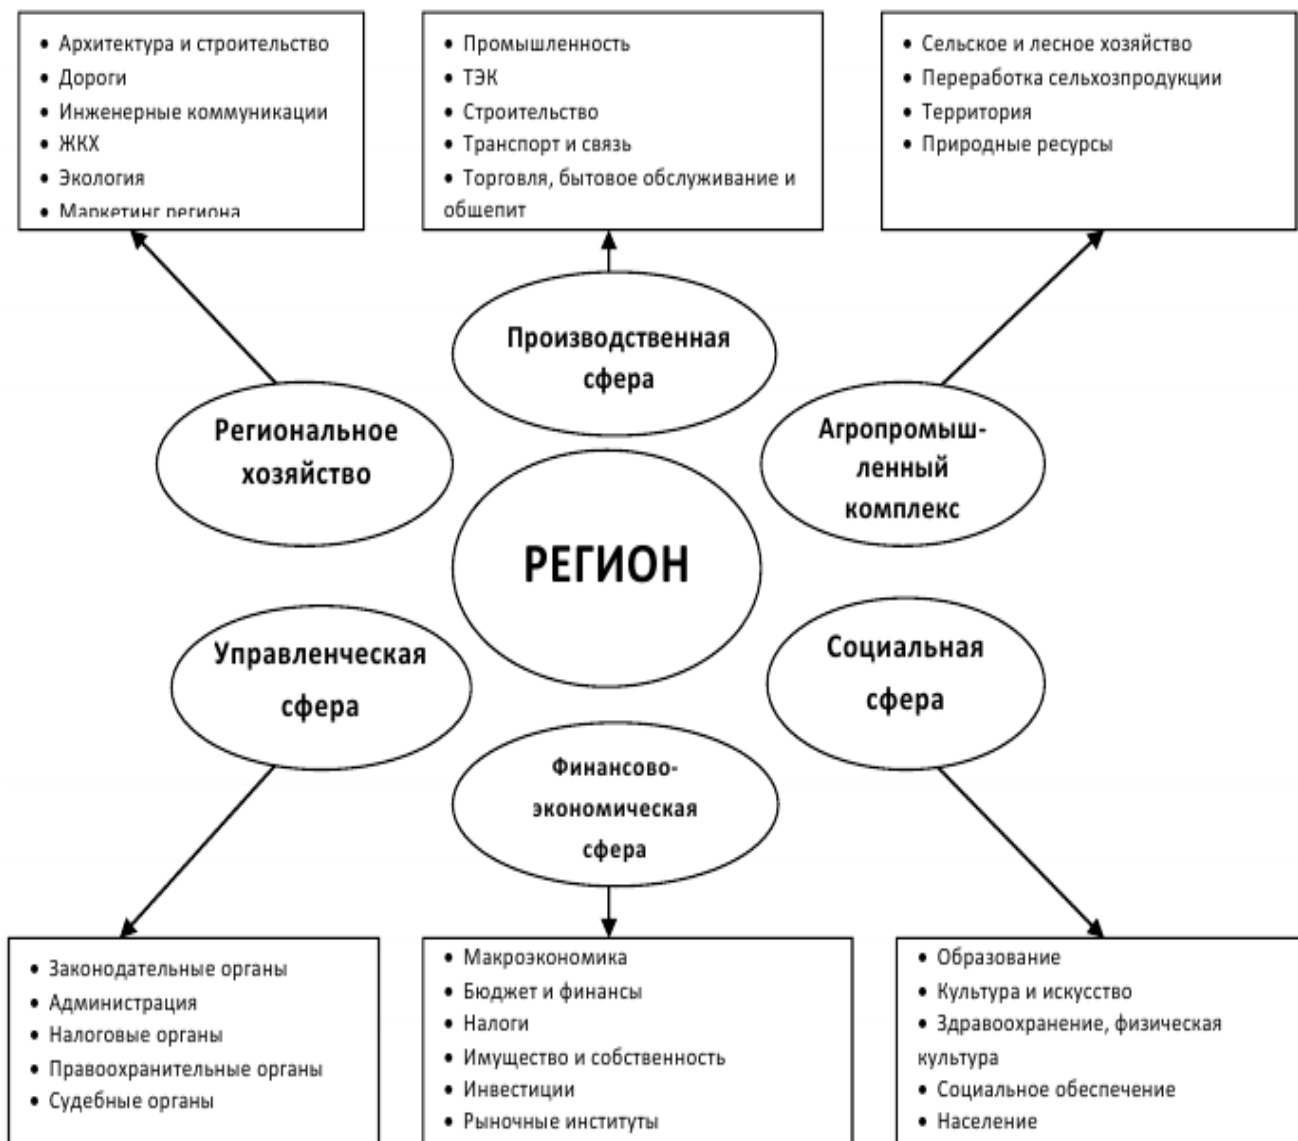 • Архитектура и строительство
• Дороги
• Инженерные коммуникации
• ЖКХ
• Экология
• Маркетинг региона
• Промышленность
• ТЭК
• Строительство
• Транспорт и связь
• Торговля, бытовое обслуживание и
общепит
• Сельское и лесное хозяйство
• Переработка сельхозпродукции
• Территория
• Природные ресурсы
Производственная
сфера
Региональное
хозяйство
Агропромыш-
ленный
комплекс
РЕГИОН
Управленческая
сфера
Социальная
сфера
Финансово-
экономическая
сфера
• Законодательные органы
• Администрация
• Налоговые органы
• Правоохранительные органы
• Судебные органы
• Макроэкономика
• Бюджет и финансы
• Налоги
• Имущество и собственность
• Инвестиции
• Рыночные институты
• Образование
• Культура и искусство
• Здравоохранение, физическая
культура
• Социальное обеспечение
• Население